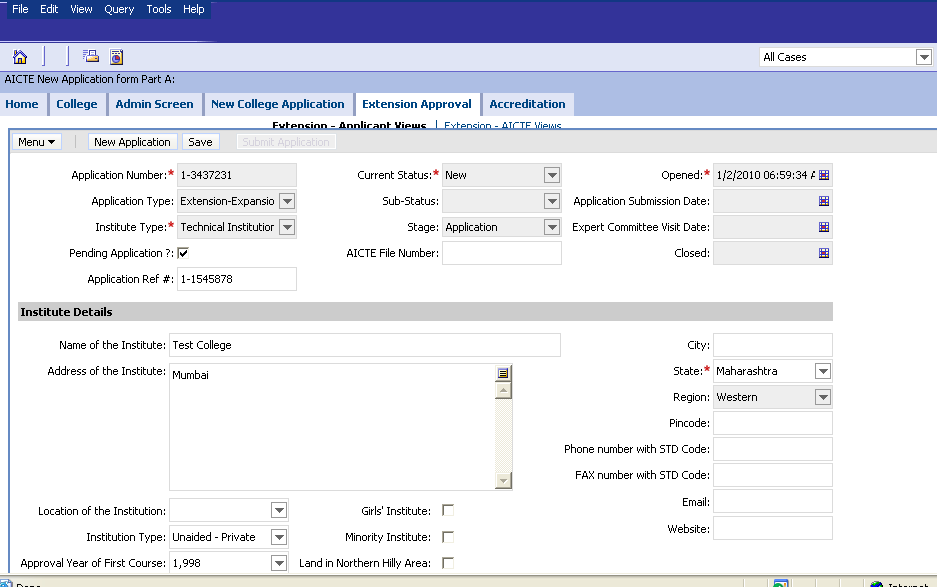 File Edit View Query Tools Help
All Cases
AICTE New Application form Part A:
Home College Admin Screen New College Application Extension Approval Accreditation
Extension - Applicant Views | Extension - AICTE Views
Menu New Application Save Submit Application
Application Number:* 1-3437231 Current Status:* New Opened:* 1/2/2010 06:59:34 A
Application Type: Extension-Expansio Sub-Status: Application Submission Date:
Institute Type:* Technical Institution Stage: Application Expert Committee Visit Date:
Pending Application ?: AICTE File Number: Closed:
Application Ref #: 1-1545878
Institute Details
Name of the Institute: Test College City:
Address of the Institute: Mumbai State:* Maharashtra
Region: Western
Pincode:
Phone number with STD Code:
FAX number with STD Code:
Email:
Location of the Institution: Girls' Institute:
Website:
Institution Type: Unaided - Private Minority Institute:
Approval Year of First Course: 1,998 Land in Northern Hilly Area:
Done Internet